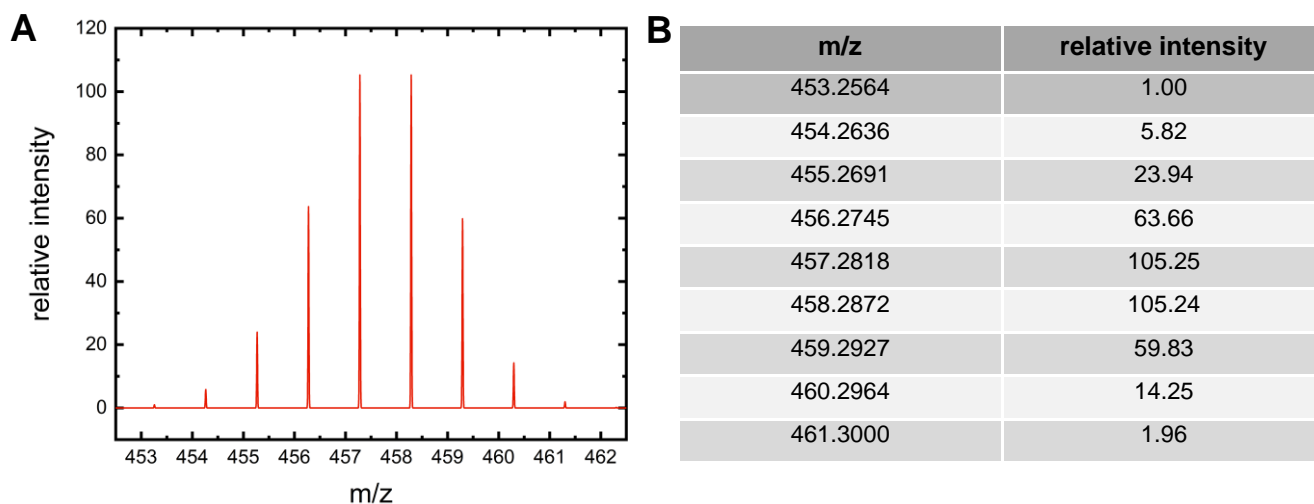 A
relative intensity
120
100
80
60
40
20
0
453 454 455 456 457 458 459 460 461 462
m/z
B
m/z relative intensity
453.2564 1.00
454.2636 5.82
455.2691 23.94
456.2745 63.66
457.2818 105.25
458.2872 105.24
459.2927 59.83
460.2964 14.25
461.3000 1.96